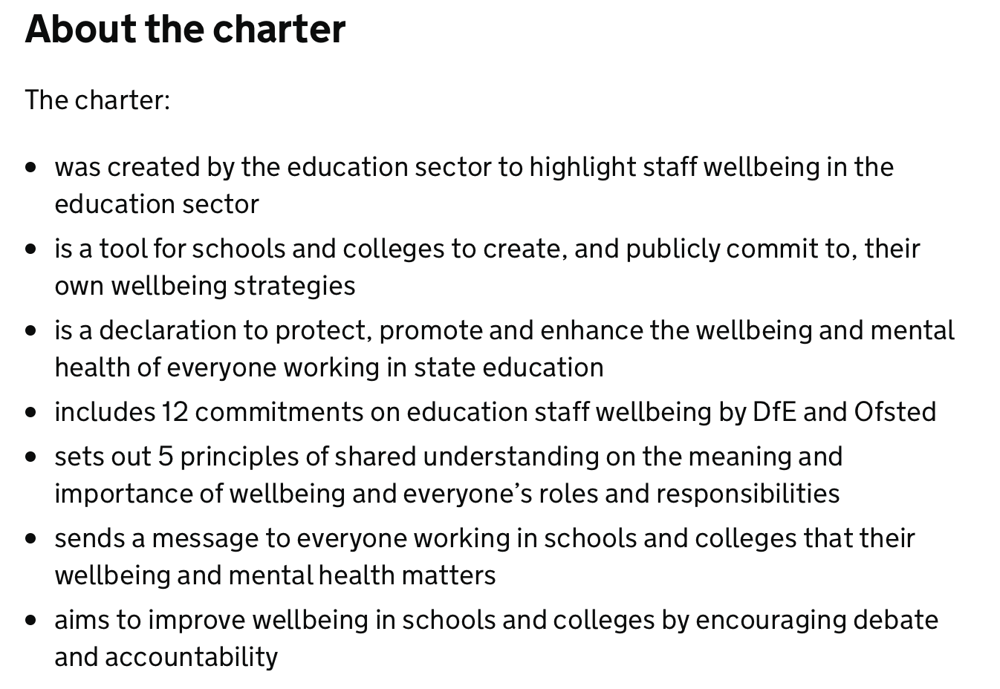 About the charter
The charter:
• was created by the education sector to highlight staff wellbeing in the
education sector
• is a tool for schools and colleges to create, and publicly commit to, their
own wellbeing strategies
• is a declaration to protect, promote and enhance the wellbeing and mental
health of everyone working in state education
• includes 12 commitments on education staff wellbeing by DfE and Ofsted
• sets out 5 principles of shared understanding on the meaning and
importance of wellbeing and everyone’s roles and responsibilities
• sends a message to everyone working in schools and colleges that their
wellbeing and mental health matters
• aims to improve wellbeing in schools and colleges by encouraging debate
and accountability